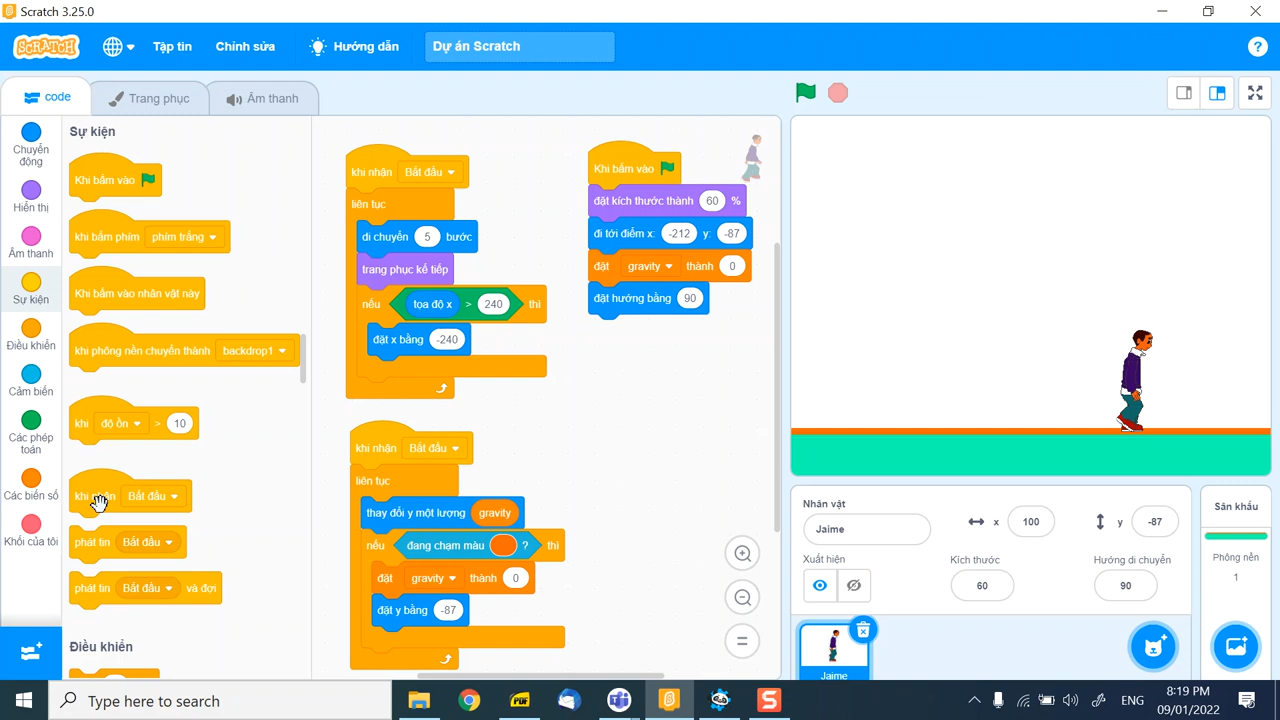 Scratch 3.25.0
SCRATCH
Tập tin
Chỉnh sửa
Hướng dẫn
Dự án Scratch
?
code
Trang phục
Âm thanh
Chuyển động
Hiển thị
Âm thanh
Sự kiện
Điều khiển
Cảm biến
Các phép toán
Các biến số
Khối của tôi
Sự kiện
Khi bấm vào
khi bấm phím phím trắng
Khi bấm vào nhân vật này
khi phông nền chuyển thành backdrop1
khi độ ồn > 10
khi nhận Bắt đầu
phát tin Bắt đầu
phát tin Bắt đầu và đợi
Điều khiển
khi nhận Bắt đầu
liên tục
di chuyển 5 bước
trang phục kế tiếp
nếu tọa độ x > 240 thì
đặt x bằng -240
khi nhận Bắt đầu
liên tục
thay đổi y một lượng gravity
nếu đang chạm màu ? thì
đặt gravity thành 0
đặt y bằng -87
Khi bấm vào
đặt kích thước thành 60 %
đi tới điểm x: -212 y: -87
đặt gravity thành 0
đặt hướng bằng 90
Nhân vật
Jaime
x 100
y -87
Xuất hiện
Kích thước
60
Hướng di chuyển
90
Jaime
Sân khấu
Phông nền
1
Type here to search
PDF
ENG
8:19 PM
09/01/2022